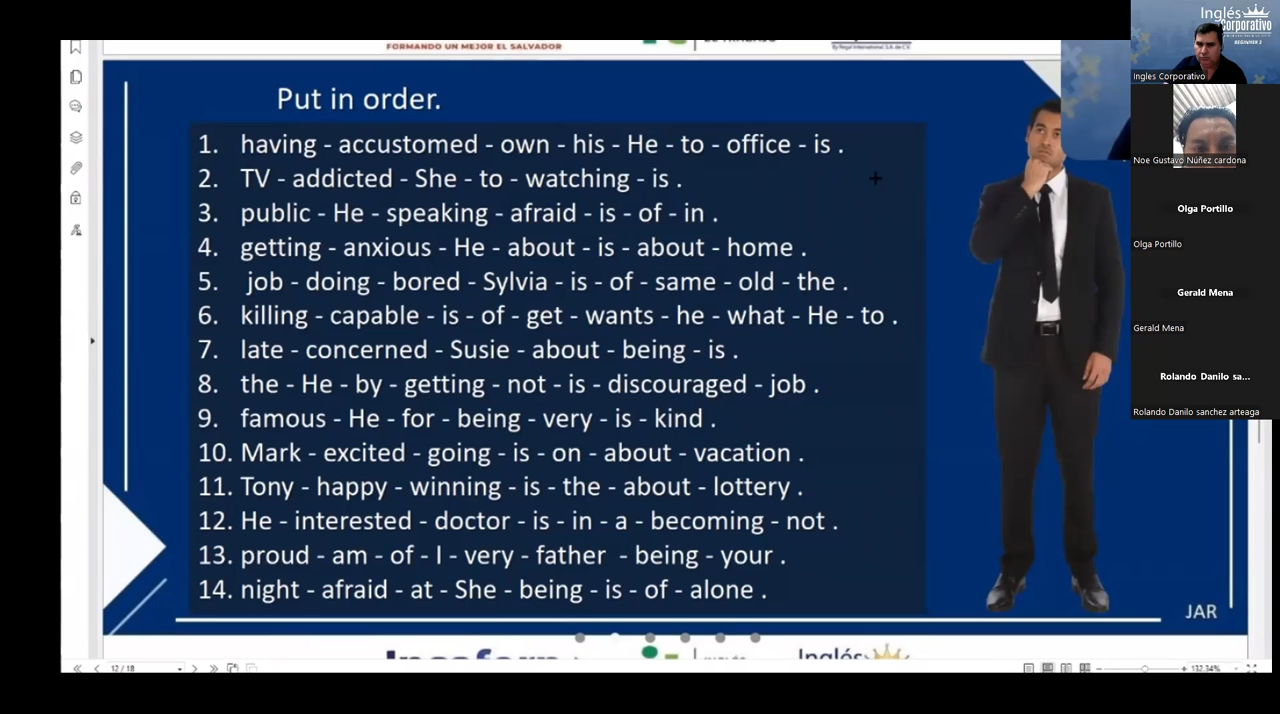 FORMANDO UN MEJOR EL SALVADOR
Put in order.
1. having - accustomed - own - his - He - to - office - is .
2. TV - addicted - She - to - watching - is .
3. public - He - speaking - afraid - is - of - in .
4. getting - anxious - He - about - is - about - home .
5. job - doing - bored - Sylvia - is - of - same - old - the .
6. killing - capable - is - of - get - wants - he - what - He - to .
7. late - concerned - Susie - about - being - is .
8. the - He - by - getting - not - is - discouraged - job .
9. famous - He - for - being - very - is - kind .
10. Mark - excited - going - is - on - about - vacation .
11. Tony - happy - winning - is - the - about - lottery .
12. He - interested - doctor - is - in - a - becoming - not .
13. proud - am - of - I - very - father - being - your .
14. night - afraid - at - She - being - is - of - alone .
JAR
Inglés
12 / 18
132.34%
Inglés
Corporativo
BEGINNER 2
Ingles Corporativo
Noe Gustavo Núñez cardona
Olga Portillo
Olga Portillo
Gerald Mena
Gerald Mena
Rolando Danilo sa...
Rolando Danilo sanchez arteaga